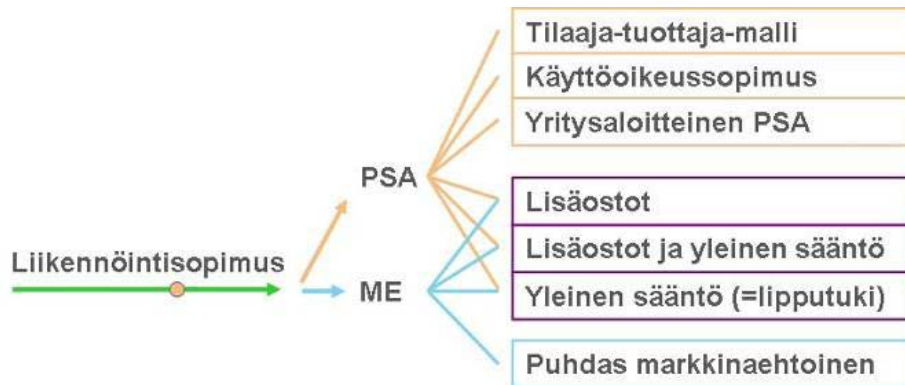 Tilaaja-tuottaja-malli
Käyttöoikeussopimus
Yritysaloitteinen PSA
PSA
Lisäostot
Liikennöintisopimus
Lisäostot ja yleinen sääntö
ME
Yleinen sääntö (=lipputuki)
Puhdas markkinaehtoinen